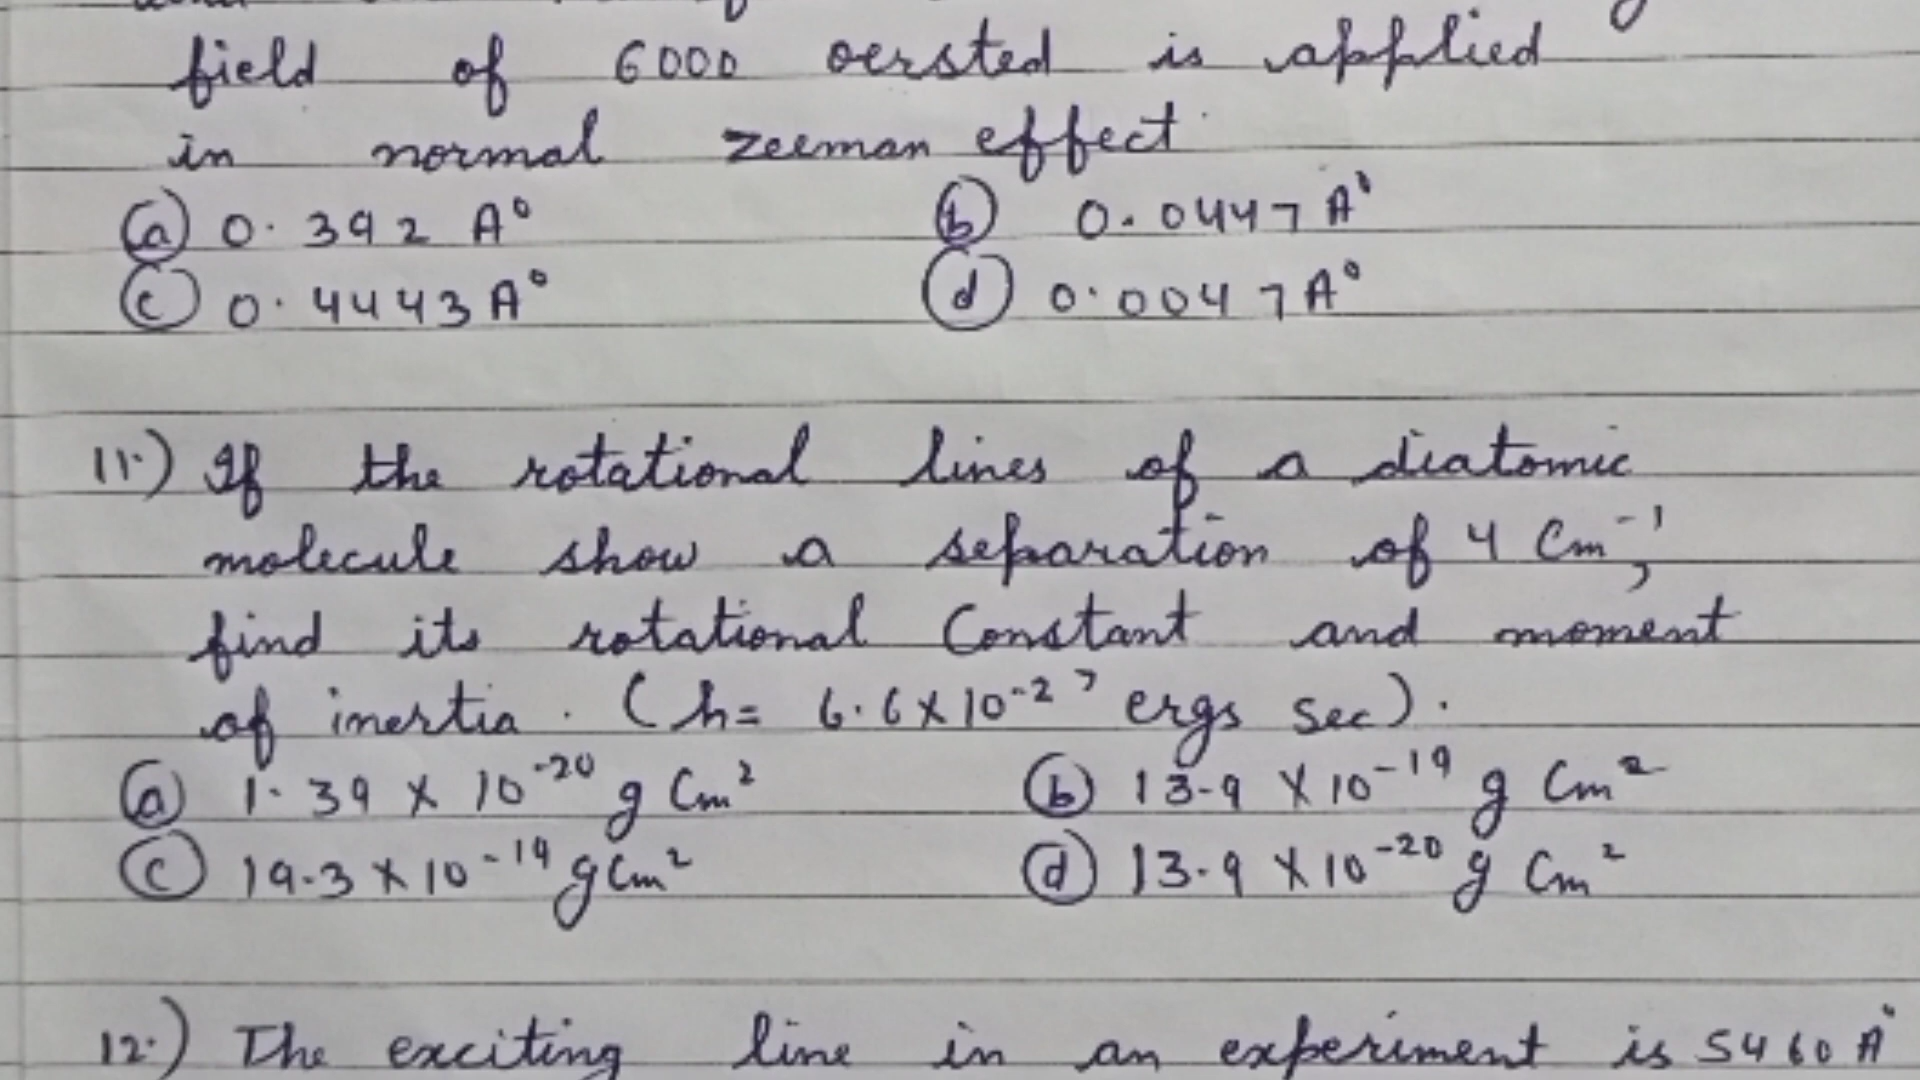 field of 6000 oersted is applied
in normal zeeman effect
(a) 0.392 A° (b) 0.0447 A°
(c) 0.4443 A° (d) 0.0047 A°
11.) If the rotational lines of a diatomic
molecule show a separation of 4 Cm⁻¹,
find its rotational Constant and moment
of inertia. (h= 6.6 X 10⁻²⁷ ergs sec).
(a) 1.39 X 10⁻²⁰ g Cm² (b) 13.9 X 10⁻¹⁹ g Cm²
(c) 19.3 X 10⁻¹⁹ g Cm² (d) 13.9 X 10⁻²⁰ g Cm²
12.) The exciting line in an experiment is 5460 A°